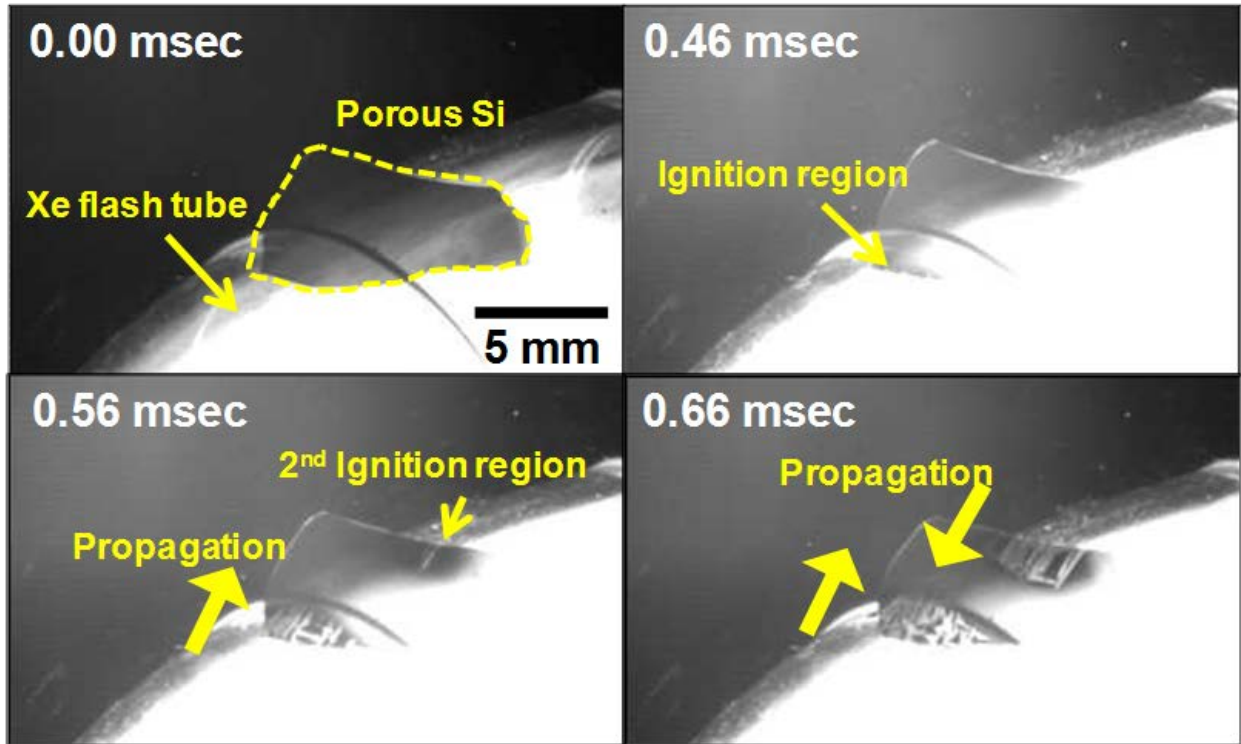 0.00 msec
Porous Si
Xe flash tube
5 mm
0.46 msec
Ignition region
0.56 msec
2nd Ignition region
Propagation
0.66 msec
Propagation